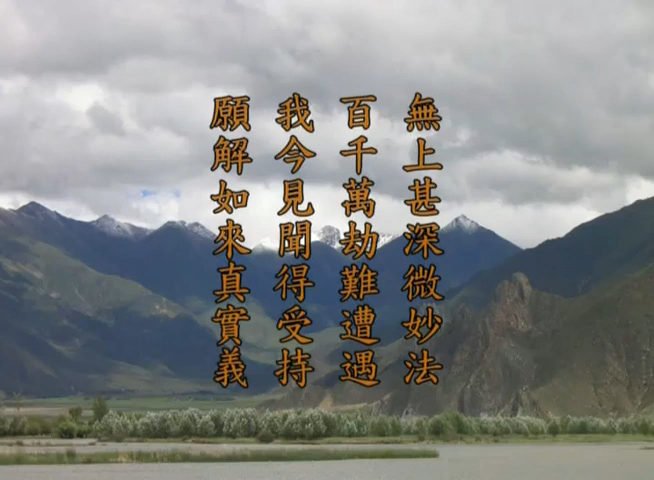 無上甚深微妙法
百千萬劫難遭遇
我今見聞得受持
願解如來真實義